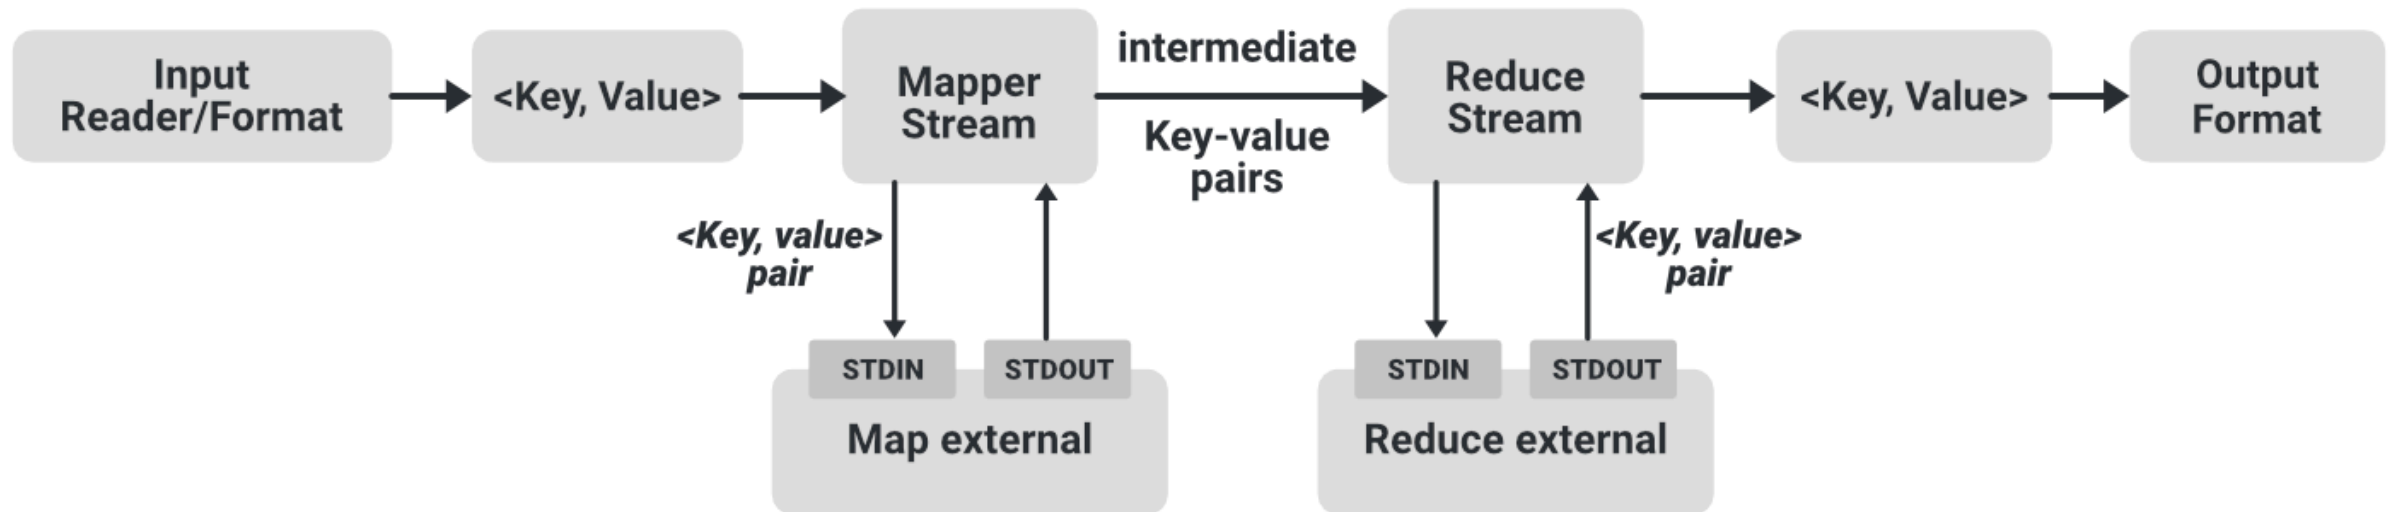 Input
Reader/Format
<Key, Value>
Mapper
Stream
intermediate
Key-value
pairs
Reduce
Stream
<Key, Value>
Output
Format
<Key, value>
pair
<Key, value>
pair
STDIN
STDOUT
Map external
STDIN
STDOUT
Reduce external